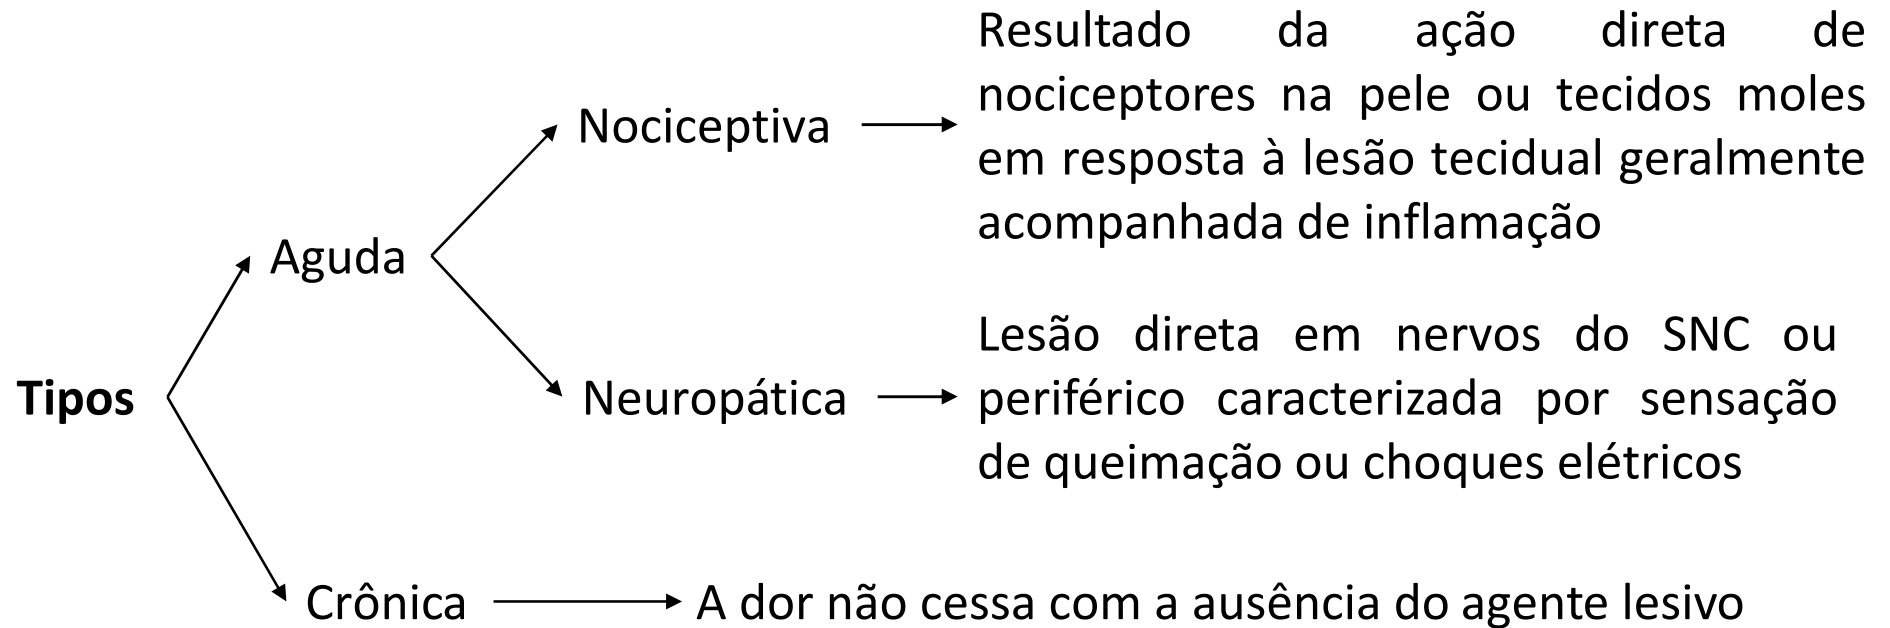 Resultado da ação direta de
nociceptores na pele ou tecidos moles
em resposta à lesão tecidual geralmente
acompanhada de inflamação
Nociceptiva
Aguda
Lesão direta em nervos do SNC ou
periférico caracterizada por sensação
de queimação ou choques elétricos
Neuropática
Tipos
Crônica
A dor não cessa com a ausência do agente lesivo